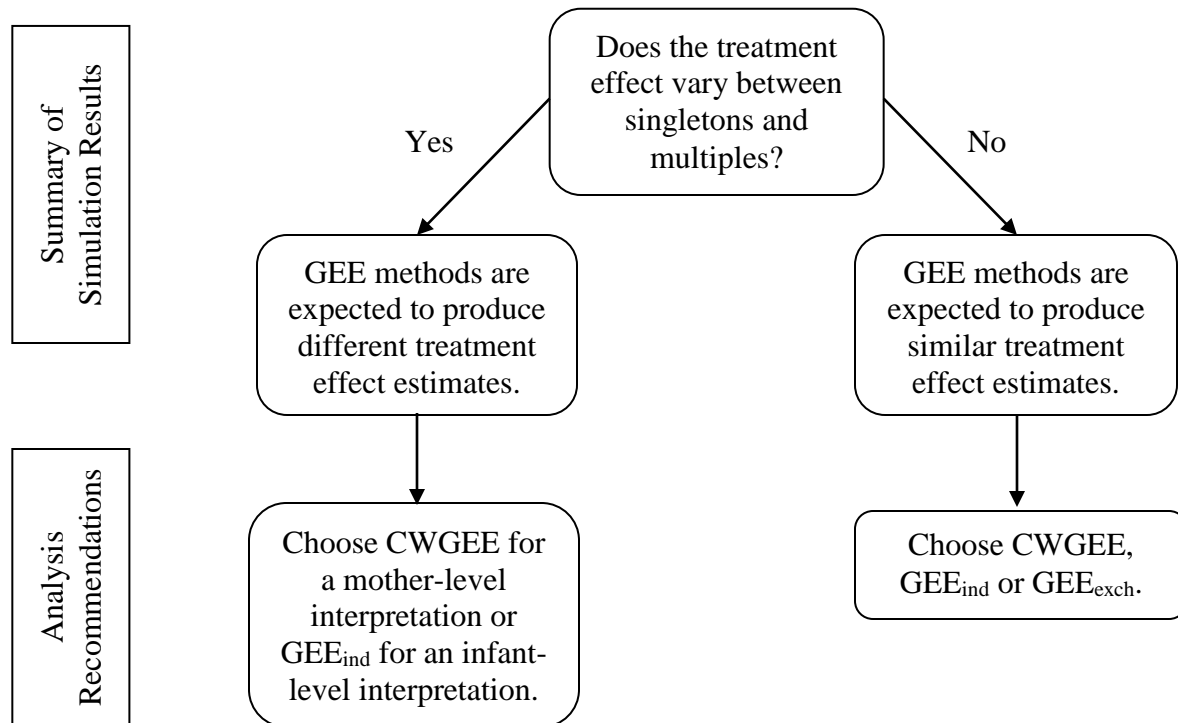 Summary of
Simulation Results
Does the treatment
effect vary between
singletons and
multiples?
Yes
No
GEE methods are
expected to produce
different treatment
effect estimates.
GEE methods are
expected to produce
similar treatment
effect estimates.
Analysis
Recommendations
Choose CWGEE for
a mother-level
interpretation or
GEEind for an infant-
level interpretation.
Choose CWGEE,
GEEind or GEEexch.